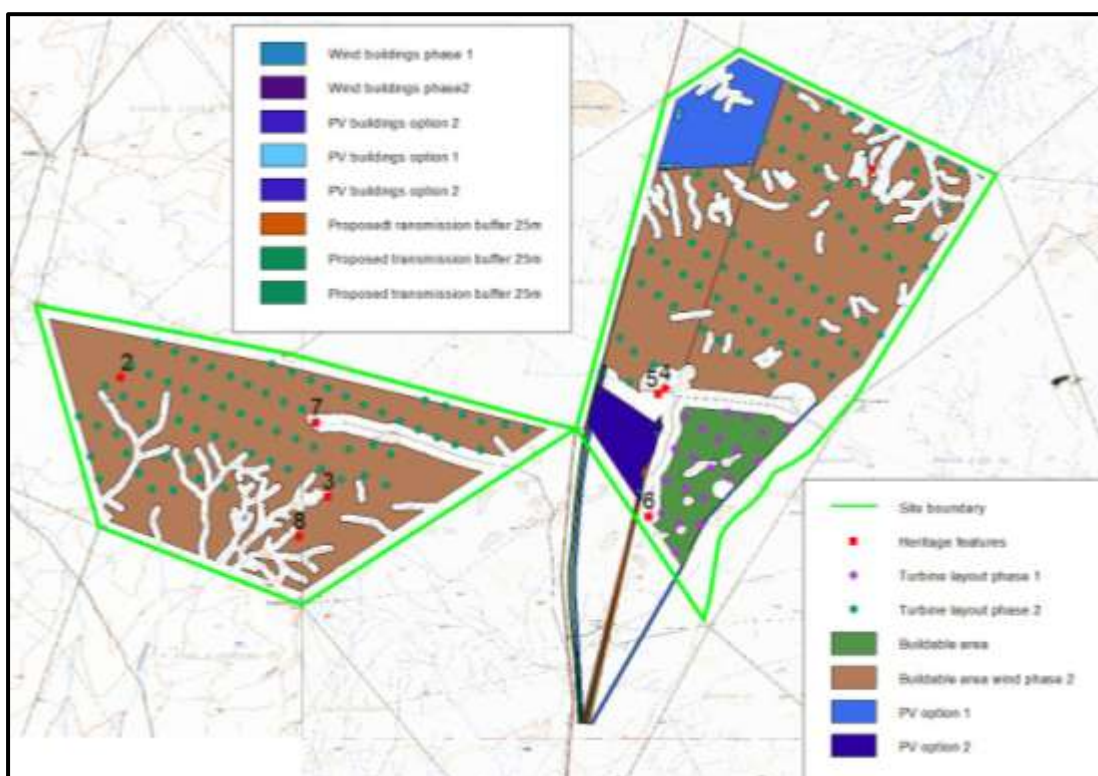 Wind buildings phase 1
Wind buildings phase2
PV buildings option 2
PV buildings option 1
PV buildings option 2
Proposedt ransmission buffer 25m
Proposed transmission buffer 25m
Proposed transmission buffer 25m
2
7
3
8
54
6
Site boundary
Heritage features
Turbine layout phase 1
Turbine layout phase 2
Buildable area
Buildable area wind phase 2
PV option 1
PV option 2